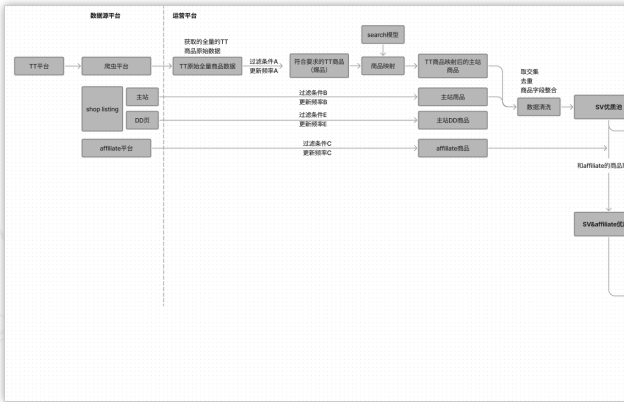 数据源平台
运营平台
search模型
获取的全量的TT
商品原始数据
TT平台
爬虫平台
TT原始全量商品数据
过滤条件A
更新频率A
符合要求的TT商品
商品映射
TT商品映射后的主站
商品
取交集
去重
商品字段整合
shop listing
主站
过滤条件B
更新频率B
主站商品
数据清洗
SV优质池
DD页
过滤条件E
更新频率E
主站DD商品
affiliate平台
过滤条件C
更新频率C
affiliate商品
和affiliate的商品
SV&affiliate优